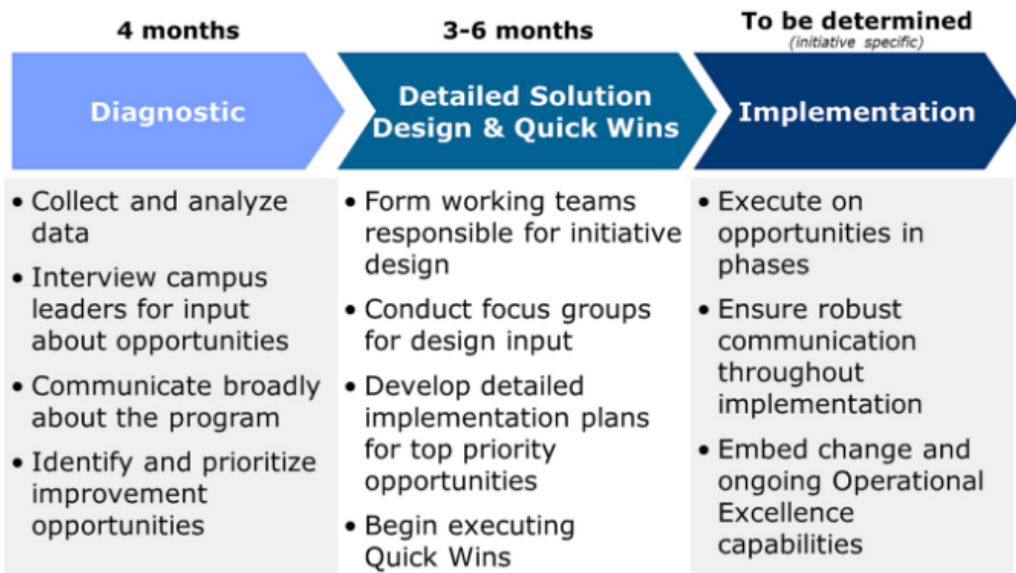 4 months
Diagnostic
• Collect and analyze
data
• Interview campus
leaders for input
about opportunities
• Communicate broadly
about the program
• Identify and prioritize
improvement
opportunities
3-6 months
Detailed Solution
Design & Quick Wins
• Form working teams
responsible for initiative
design
• Conduct focus groups
for design input
• Develop detailed
implementation plans
for top priority
opportunities
• Begin executing
Quick Wins
To be determined
(initiative specific)
Implementation
• Execute on
opportunities in
phases
• Ensure robust
communication
throughout
implementation
• Embed change and
ongoing Operational
Excellence
capabilities